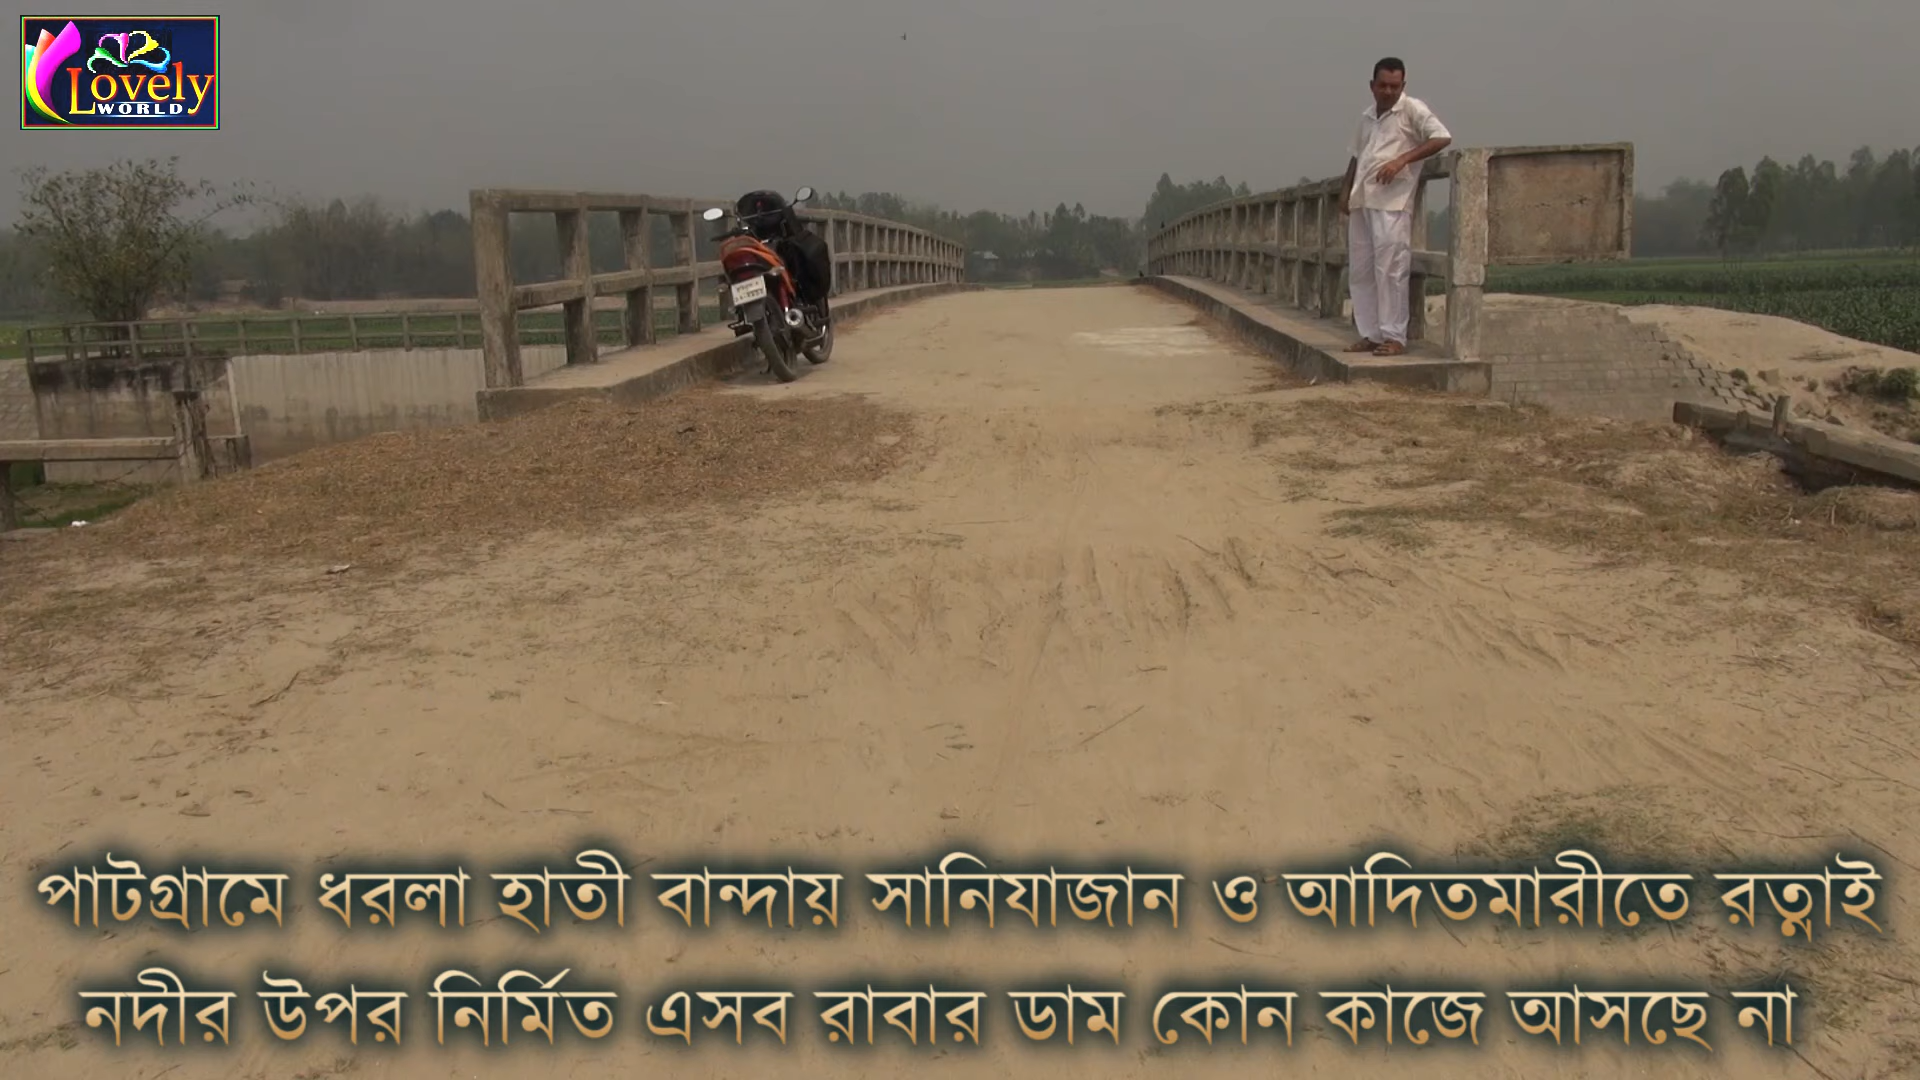 Lovely
WORLD
পাটগ্রামে ধরলা হাতী বান্দায় সানিযাজান ও আদিতমারীতে রত্নাই
নদীর উপর নির্মিত এসব রাবার ডাম কোন কাজে আসছে না